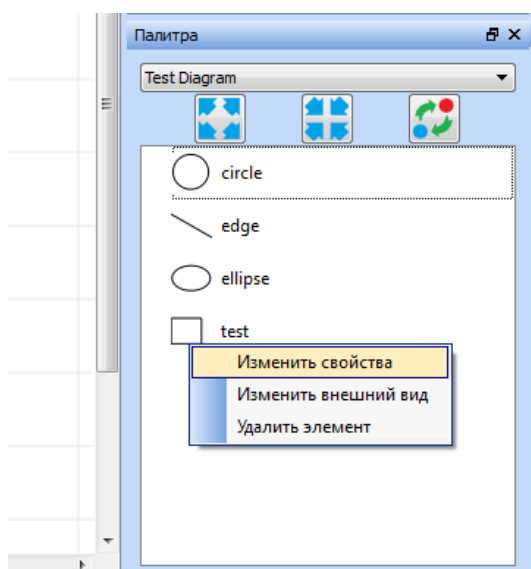 Палитра
Test Diagram
circle
edge
ellipse
test
Изменить свойства
Изменить внешний вид
Удалить элемент